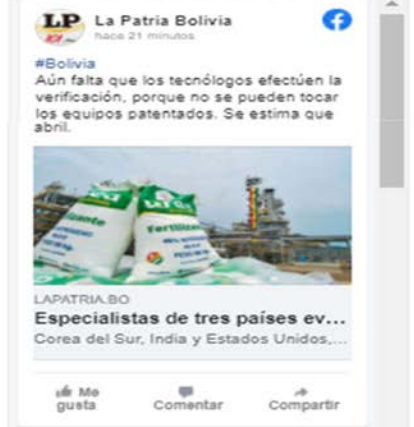 LP
La Patria Bolivia
hace 21 minutos
#Bolivia
Aún falta que los tecnólogos efectúen la
verificación, porque no se pueden tocar
los equipos patentados. Se estima que
abril.
Fertiliz
LAPATRIA.BO
Especialistas de tres países ev...
Corea del Sur, India y Estados Unidos,...
Me gusta
Comentar
Compartir